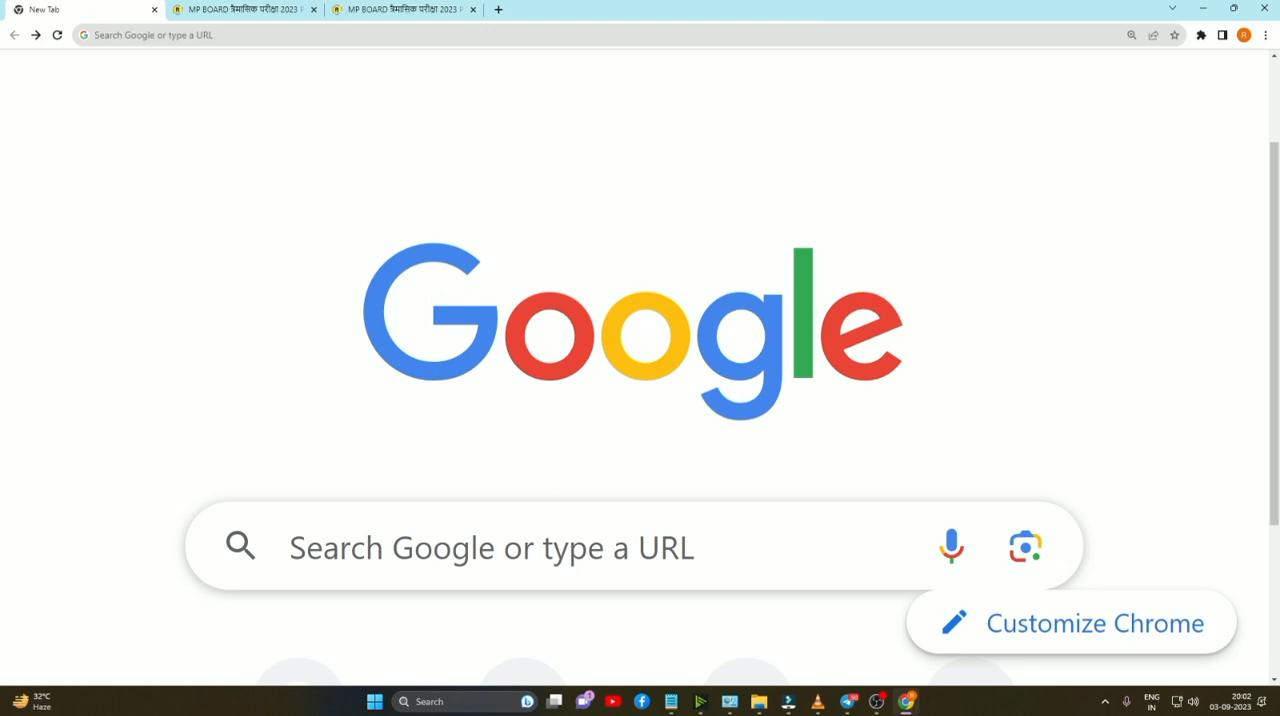 New Tab
MP BOARD त्रैमासिक परीक्षा 2023
MP BOARD त्रैमासिक परीक्षा 2023
Search Google or type a URL
R
Google
Search Google or type a URL
Customize Chrome
32°C
Haze
Search
ENG
IN
20:02
03-09-2023